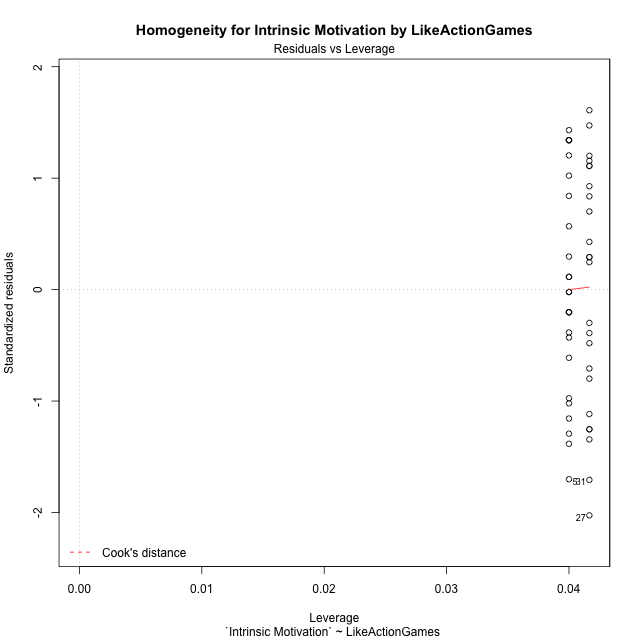 Homogeneity for Intrinsic Motivation by LikeActionGames
Residuals vs Leverage
Standardized residuals
2
1
0
-1
-2
531
27
Cook's distance
0.00 0.01 0.02 0.03 0.04
Leverage
`Intrinsic Motivation` ~ LikeActionGames